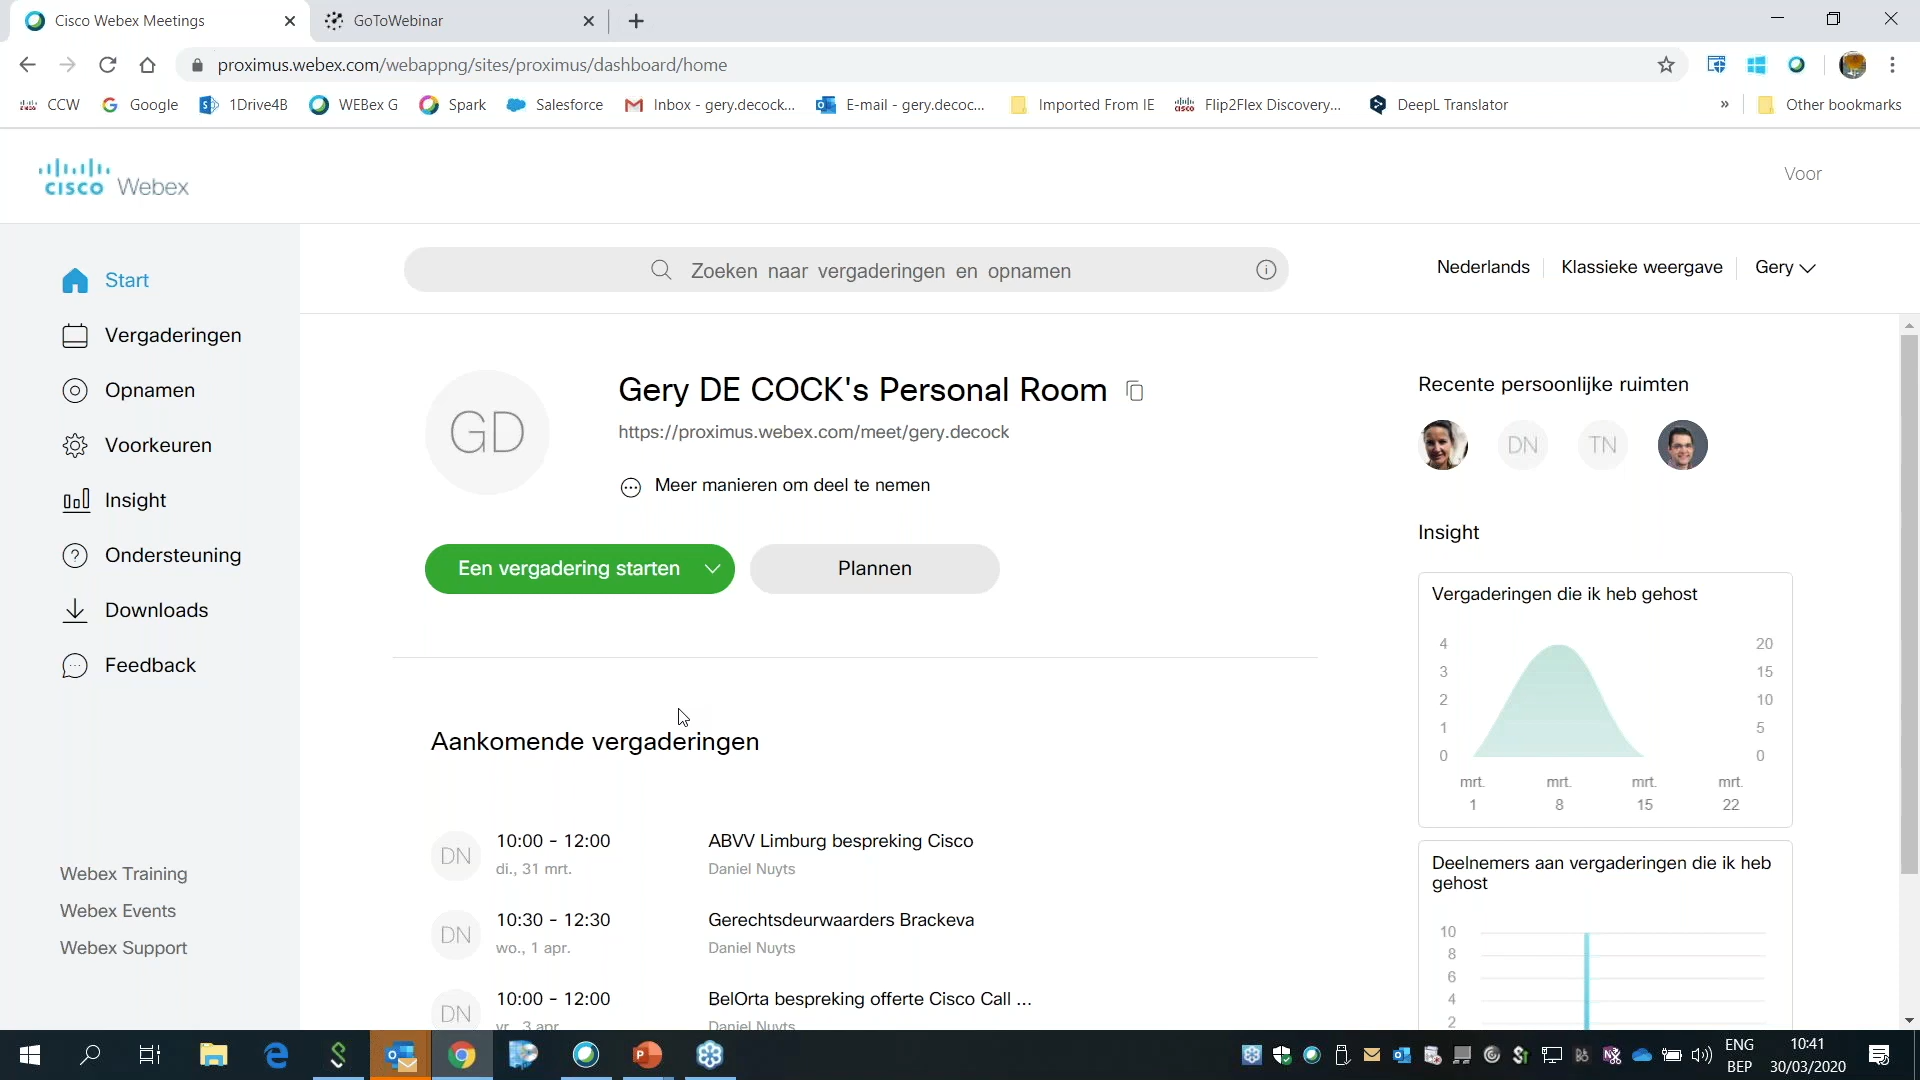 Cisco Webex Meetings
GoToWebinar
proximus.webex.com/webappng/sites/proximus/dashboard/home
CCW
Google
1Drive4B
WEBex G
Spark
Salesforce
Inbox - gery.decock...
E-mail - gery.decoc...
Imported From IE
Flip2Flex Discovery...
DeepL Translator
»
Other bookmarks
CISCO Webex
Voor
Zoeken naar vergaderingen en opnamen
Nederlands
Klassieke weergave
Gery
Start
Vergaderingen
Opnamen
Voorkeuren
Insight
Ondersteuning
Downloads
Feedback
Webex Training
Webex Events
Webex Support
GD
Gery DE COCK's Personal Room
https://proximus.webex.com/meet/gery.decock
Meer manieren om deel te nemen
Een vergadering starten
Plannen
Aankomende vergaderingen
DN
10:00 - 12:00
ABVV Limburg bespreking Cisco
di., 31 mrt.
Daniel Nuyts
DN
10:30 - 12:30
Gerechtsdeurwaarders Brackeva
wo., 1 apr.
Daniel Nuyts
DN
10:00 - 12:00
BelOrta bespreking offerte Cisco Call ...
vr., 3 apr.
Daniel Nuyts
Recente persoonlijke ruimten
DN
TN
Insight
Vergaderingen die ik heb gehost
4 20
3 15
2 10
1 5
0 0
mrt. mrt. mrt. mrt.
1 8 15 22
Deelnemers aan vergaderingen die ik heb
gehost
10
8
6
4
2
ENG
BEP
10:41
30/03/2020